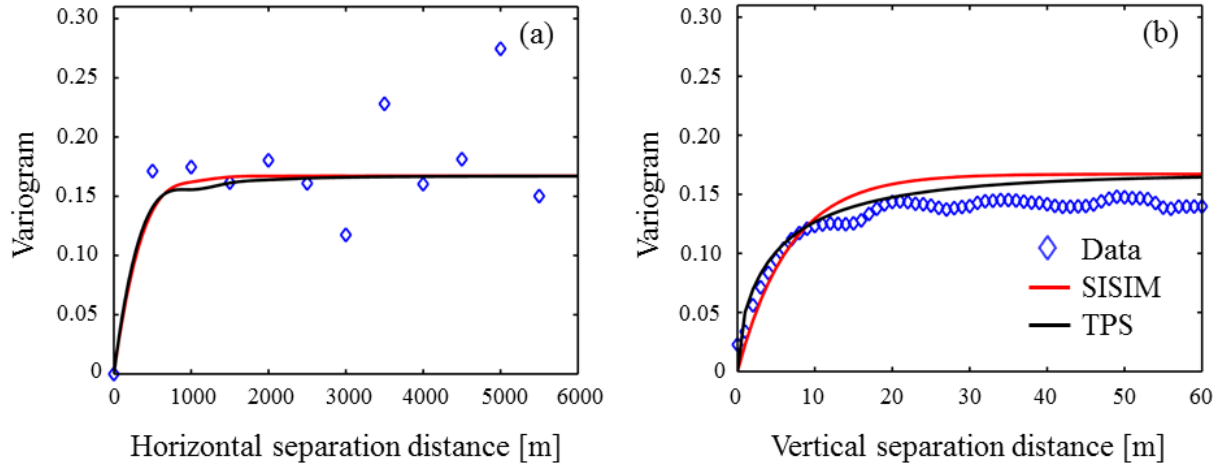 (a)
0.30
0.25
0.20
0.15
0.10
0.05
0
Variogram
0 1000 2000 3000 4000 5000 6000
Horizontal separation distance [m]
(b)
0.30
0.25
0.20
0.15
0.10
0.05
0
Variogram
Data
SISIM
TPS
0 10 20 30 40 50 60
Vertical separation distance [m]